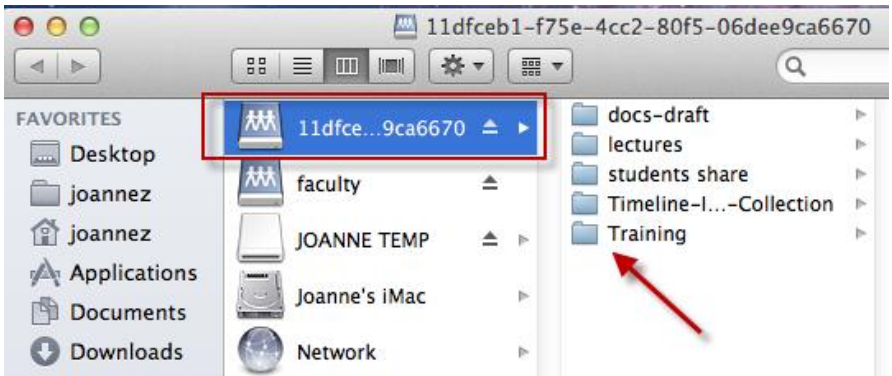 11dfceb1-f75e-4cc2-80f5-06dee9ca6670
FAVORITES
Desktop
joannez
joannez
Applications
Documents
Downloads
11dfce...9ca6670
faculty
JOANNE TEMP
Joanne's iMac
Network
docs-draft
lectures
students share
Timeline-I...-Collection
Training